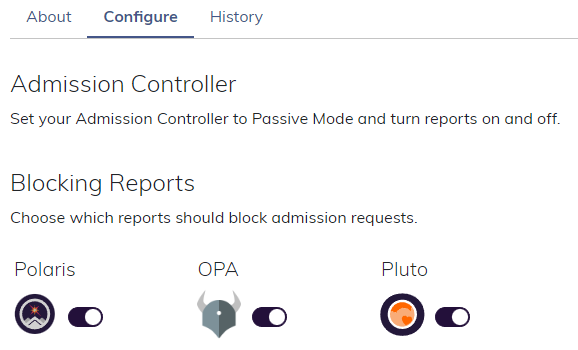 About Configure History
Admission Controller
Set your Admission Controller to Passive Mode and turn reports on and off.
Blocking Reports
Choose which reports should block admission requests.
Polaris OPA Pluto